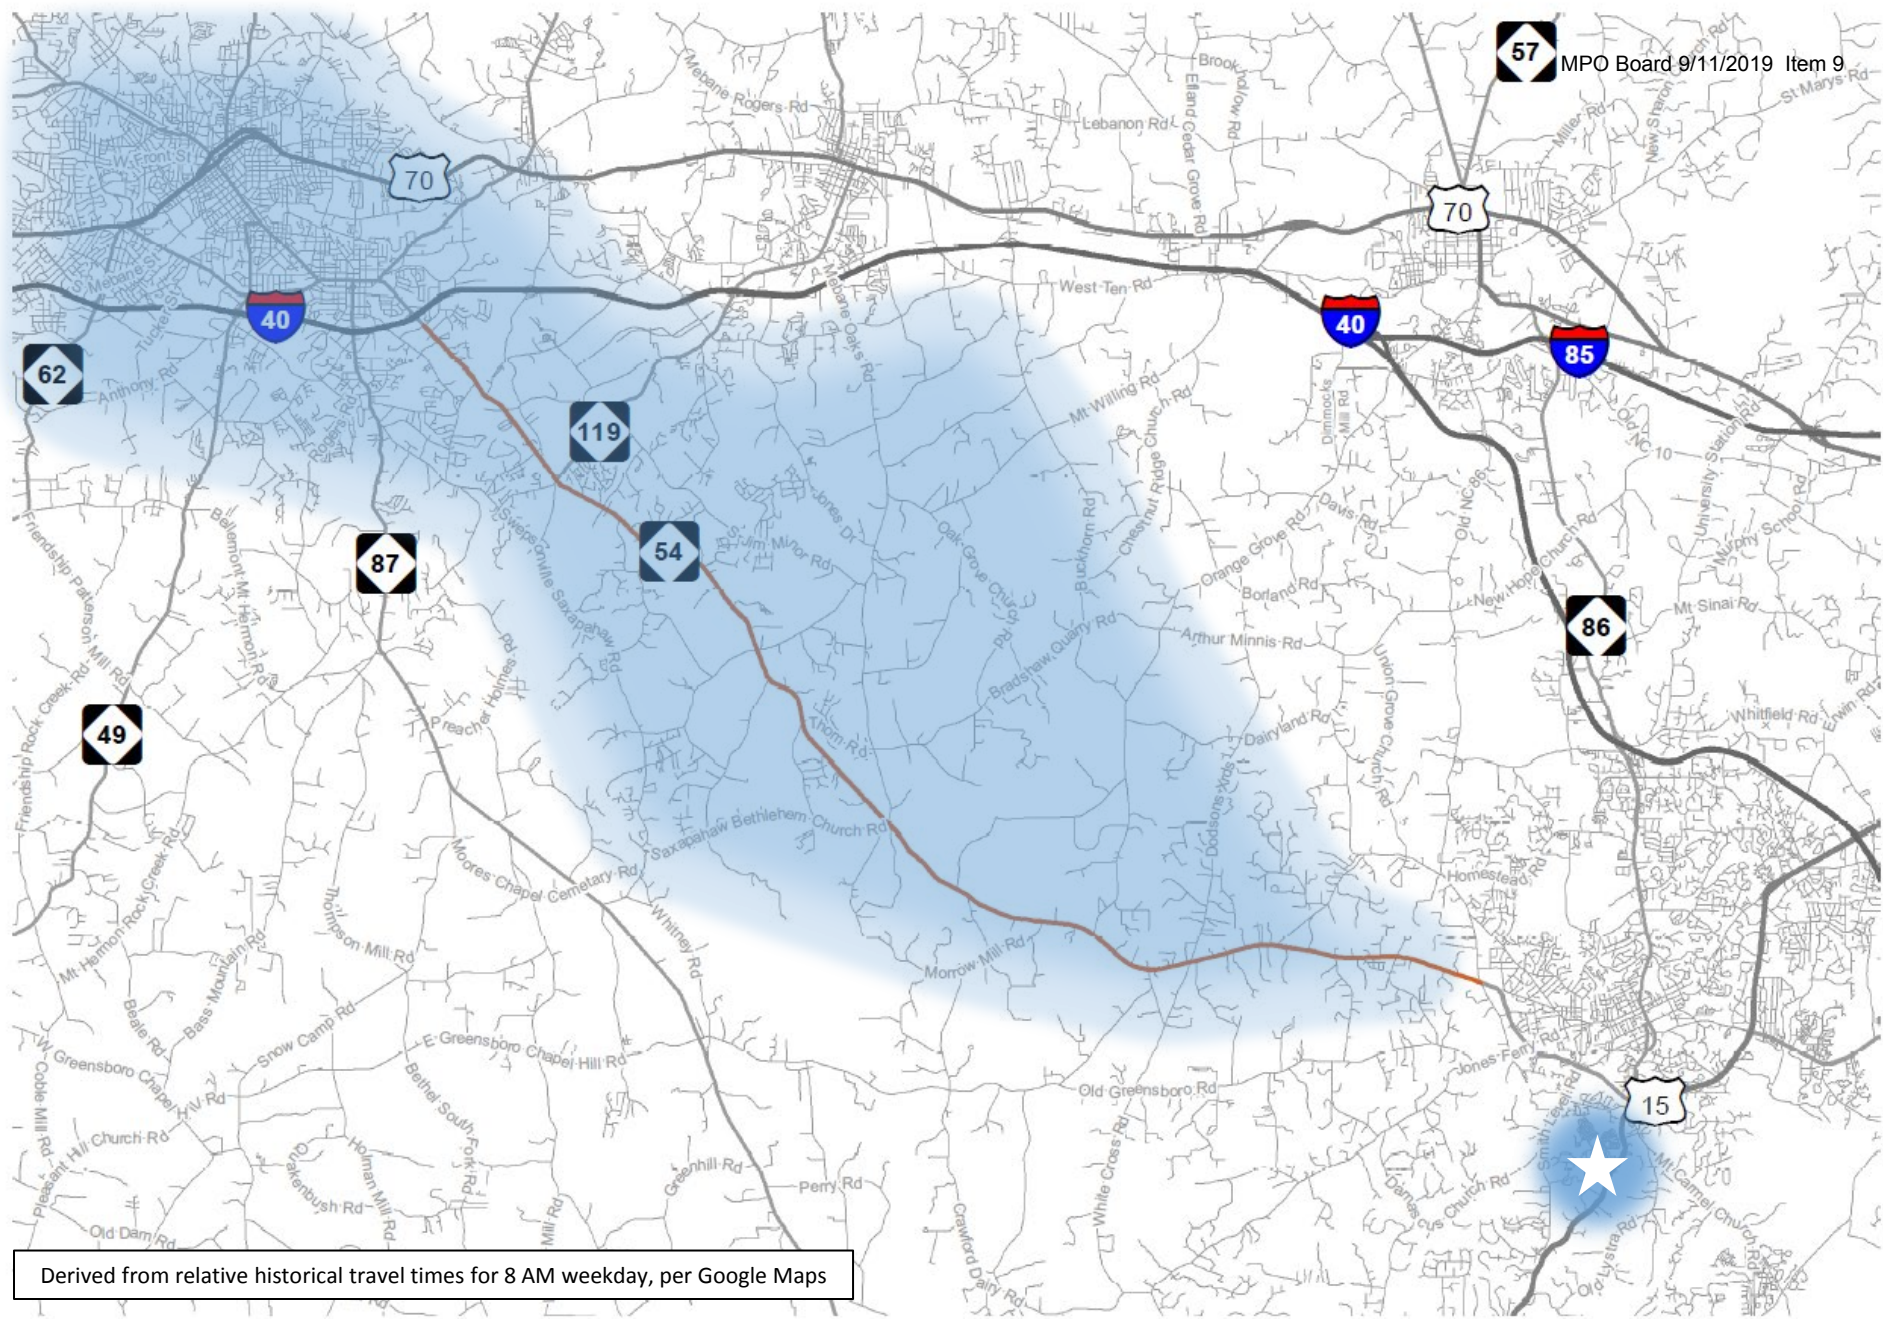 57
MPO Board 9/11/2019 Item 9
Mebane Rogers Rd
Brookhollow Rd
Efland Cedar Grove Rd
New Sharon Church Rd
St Marys Rd
Lebanon Rd
Miller Rd
W Front St
70
70
S Mebane
Tucker St
40
Mebane Oaks Rd
West Ten Rd
40
85
62
Anthony Rd
Rogers Rd
119
Mt Willing Rd
Chestnut Ridge Church Rd
Dimmocks Mill Rd
Old NC 10
University Station Rd
Murphy School Rd
Friendship Patterson Mill Rd
Bellemont Mt Hermon Rd
87
Swepsonville Saxapahaw Rd
54
Jones Dr
S Jim Minor Rd
Oak Grove Church Rd
Buckhorn Rd
Davis Rd
Orange Grove Rd
Old NC 86
New Hope Church Rd
Borland Rd
86
Mt Sinai Rd
Bradshaw Quarry Rd
Arthur Minnis Rd
Union Grove Church Rd
Friendship Rock Creek Rd
49
Preacher Holmes Rd
Thom Rd
Dairyland Rd
Whitfield Rd
Erwin Rd
Dodsons Xrds
Saxapahaw Bethlehem Church Rd
Moores Chapel Cemetary Rd
Homestead Rd
Mt Hermon Rock Creek Rd
Thompson Mill Rd
Whitney Rd
Bass Mountain Rd
Morrow Mill Rd
Beale Rd
Snow Camp Rd
E Greensboro Chapel Hill Rd
W Greensboro Chapel Hill Rd
Jones Ferry Rd
Old Greensboro Rd
15
Cobble Mill Rd
Bethel South Fork Rd
Smith Level Rd
Pleasant Hill Church Rd
Holman Mill Rd
Greenhill Rd
Perry Rd
White Cross Rd
Damascus Church Rd
Mt Carmel Church Rd
Old Dam Rd
Mill Rd
Crawford Dairy Rd
Old Lystra Rd
Derived from relative historical travel times for 8 AM weekday, per Google Maps